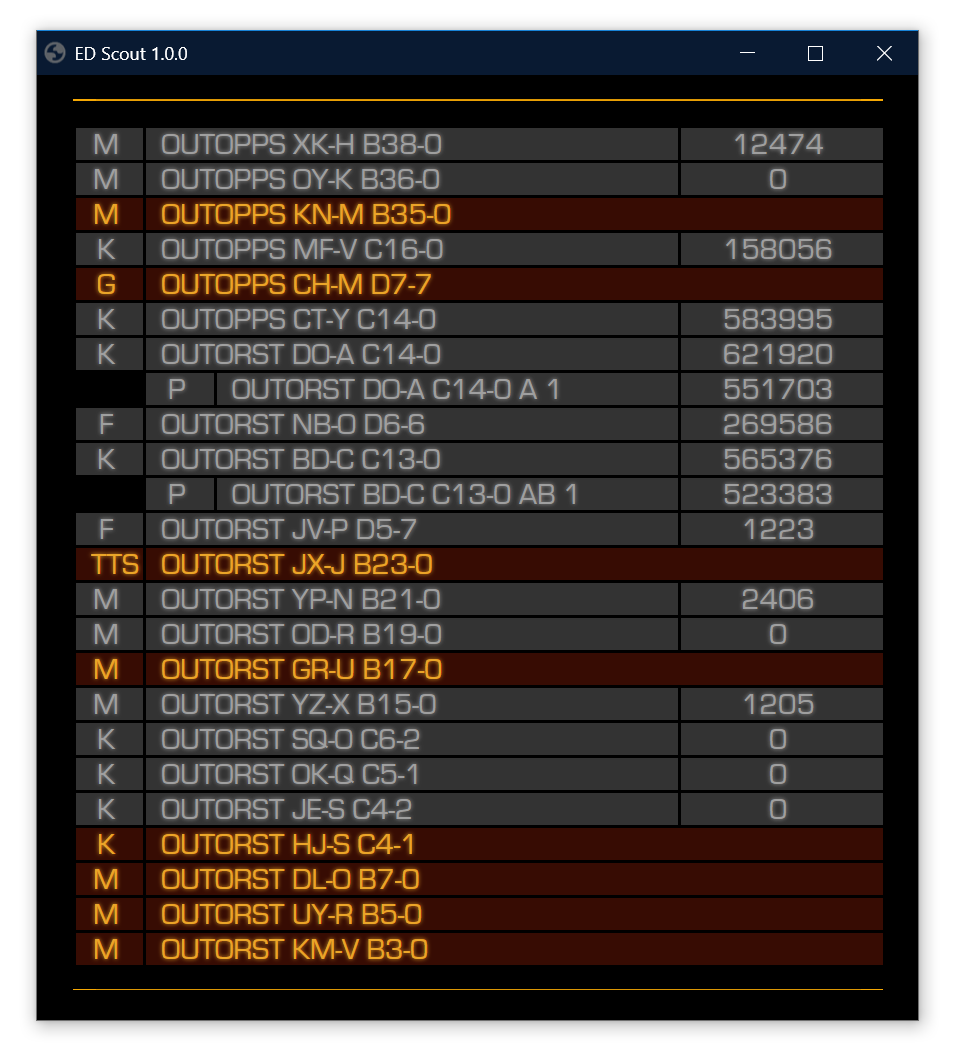 ED Scout 1.0.0
M OUTOPPS XK-H B38-0 12474
M OUTOPPS OY-K B36-0 0
M OUTOPPS KN-M B35-0
K OUTOPPS MF-V C16-0 158056
G OUTOPPS CH-M D7-7
K OUTOPPS CT-Y C14-0 583995
K OUTORST DO-A C14-0 621920
P OUTORST DO-A C14-0 A 1 551703
F OUTORST NB-O D6-6 269586
K OUTORST BD-C C13-0 565376
P OUTORST BD-C C13-0 AB 1 523383
F OUTORST JV-P D5-7 1223
TTS OUTORST JX-J B23-0
M OUTORST YP-N B21-0 2406
M OUTORST OD-R B19-0 0
M OUTORST GR-U B17-0
M OUTORST YZ-X B15-0 1205
K OUTORST SQ-O C6-2 0
K OUTORST OK-Q C5-1 0
K OUTORST JE-S C4-2 0
K OUTORST HJ-S C4-1
M OUTORST DL-O B7-0
M OUTORST UY-R B5-0
M OUTORST KM-V B3-0